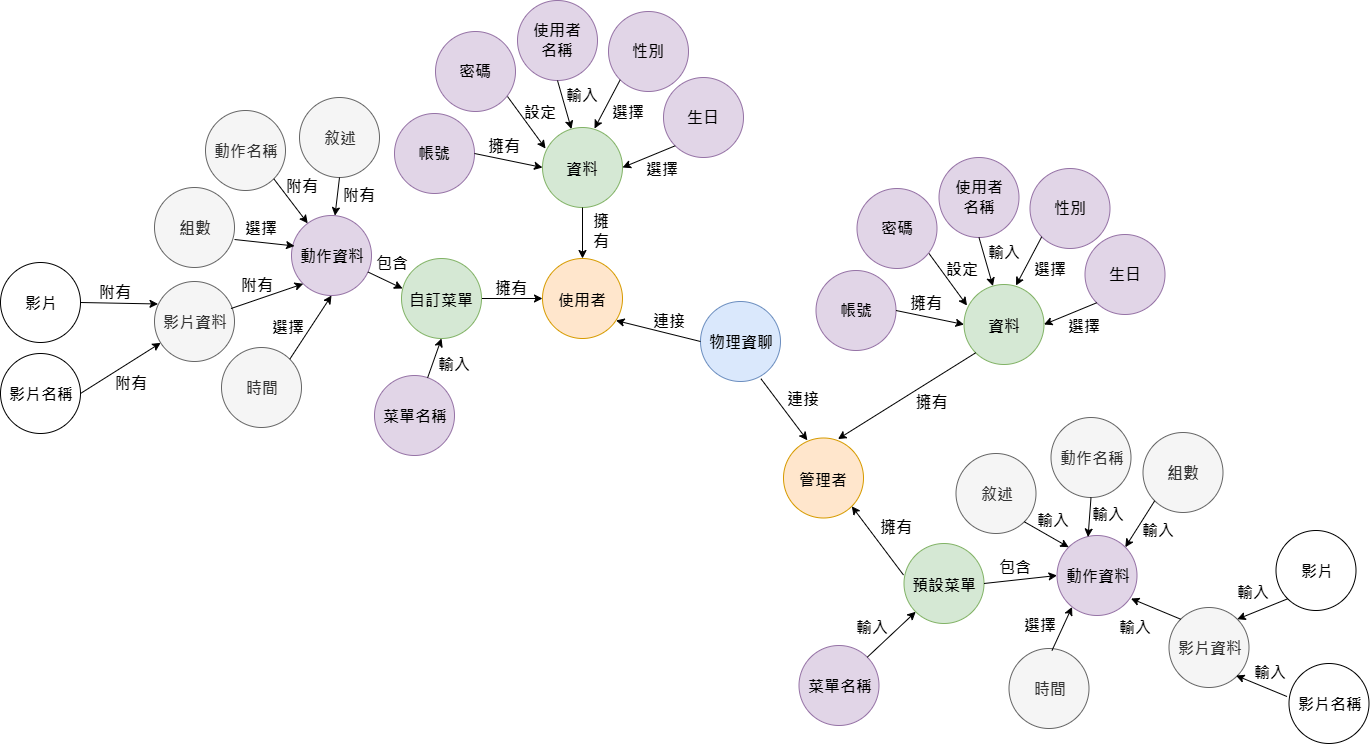 使用者
名稱
性別
密碼
生日
輸入
設定
選擇
動作名稱
敘述
帳號
擁有
資料
選擇
附有
附有
組數
選擇
擁
有
動作資料
包含
自訂菜單
擁有
使用者
影片
附有
附有
影片資料
選擇
連接
物理資聊
影片名稱
附有
時間
輸入
菜單名稱
使用者
名稱
性別
密碼
生日
輸入
設定
選擇
帳號
擁有
資料
選擇
連接
擁有
管理者
動作名稱
敘述
組數
輸入
輸入
輸入
擁有
預設菜單
包含
動作資料
影片
輸入
選擇
輸入
輸入
影片資料
輸入
菜單名稱
時間
輸入
影片名稱